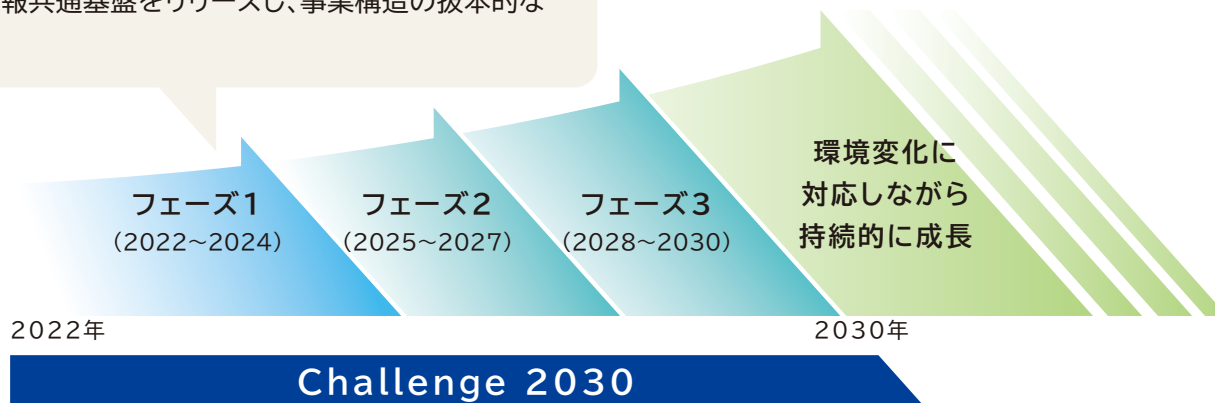 報共通基盤をリリースし、事業構造の抜本的な
フェーズ1
(2022~2024)
フェーズ2
(2025~2027)
フェーズ3
(2028~2030)
環境変化に
対応しながら
持続的に成長
2022年
2030年
Challenge 2030